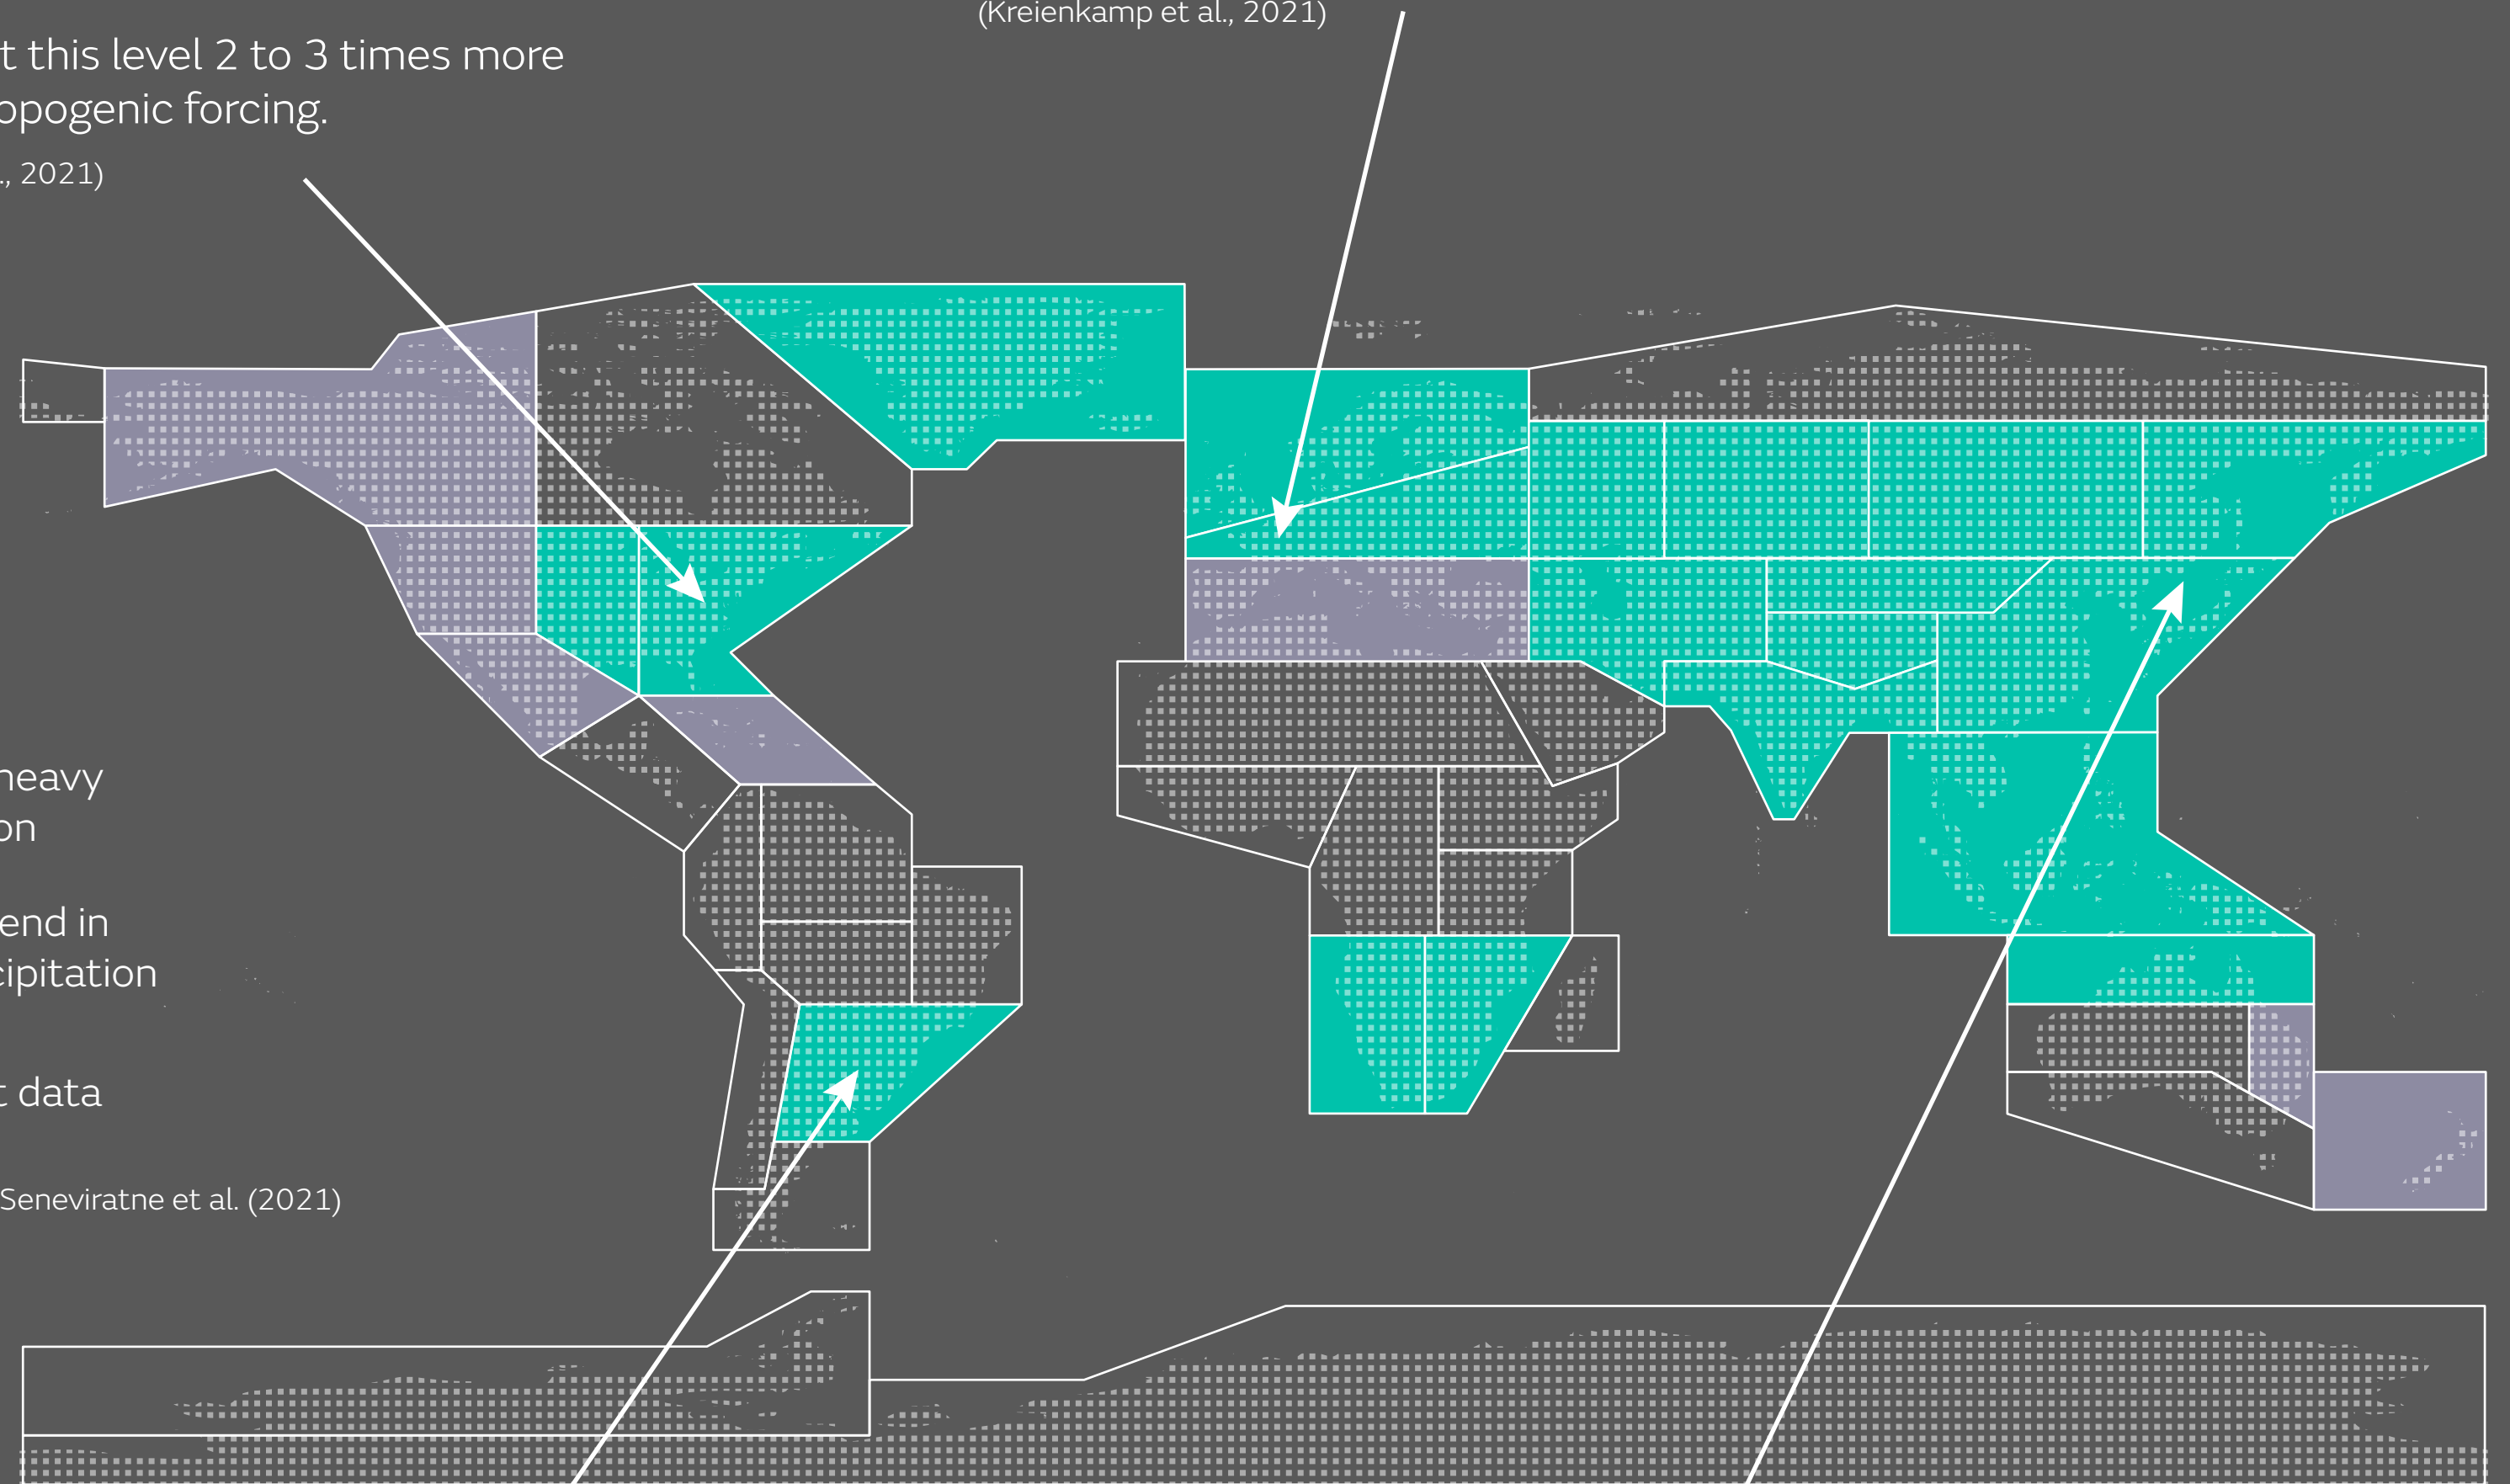 (Kreienkamp et al., 2021)
t this level 2 to 3 times more
opogenic forcing.
., 2021)
heavy
on
end in
cipitation
t data
Seneviratne et al. (2021)